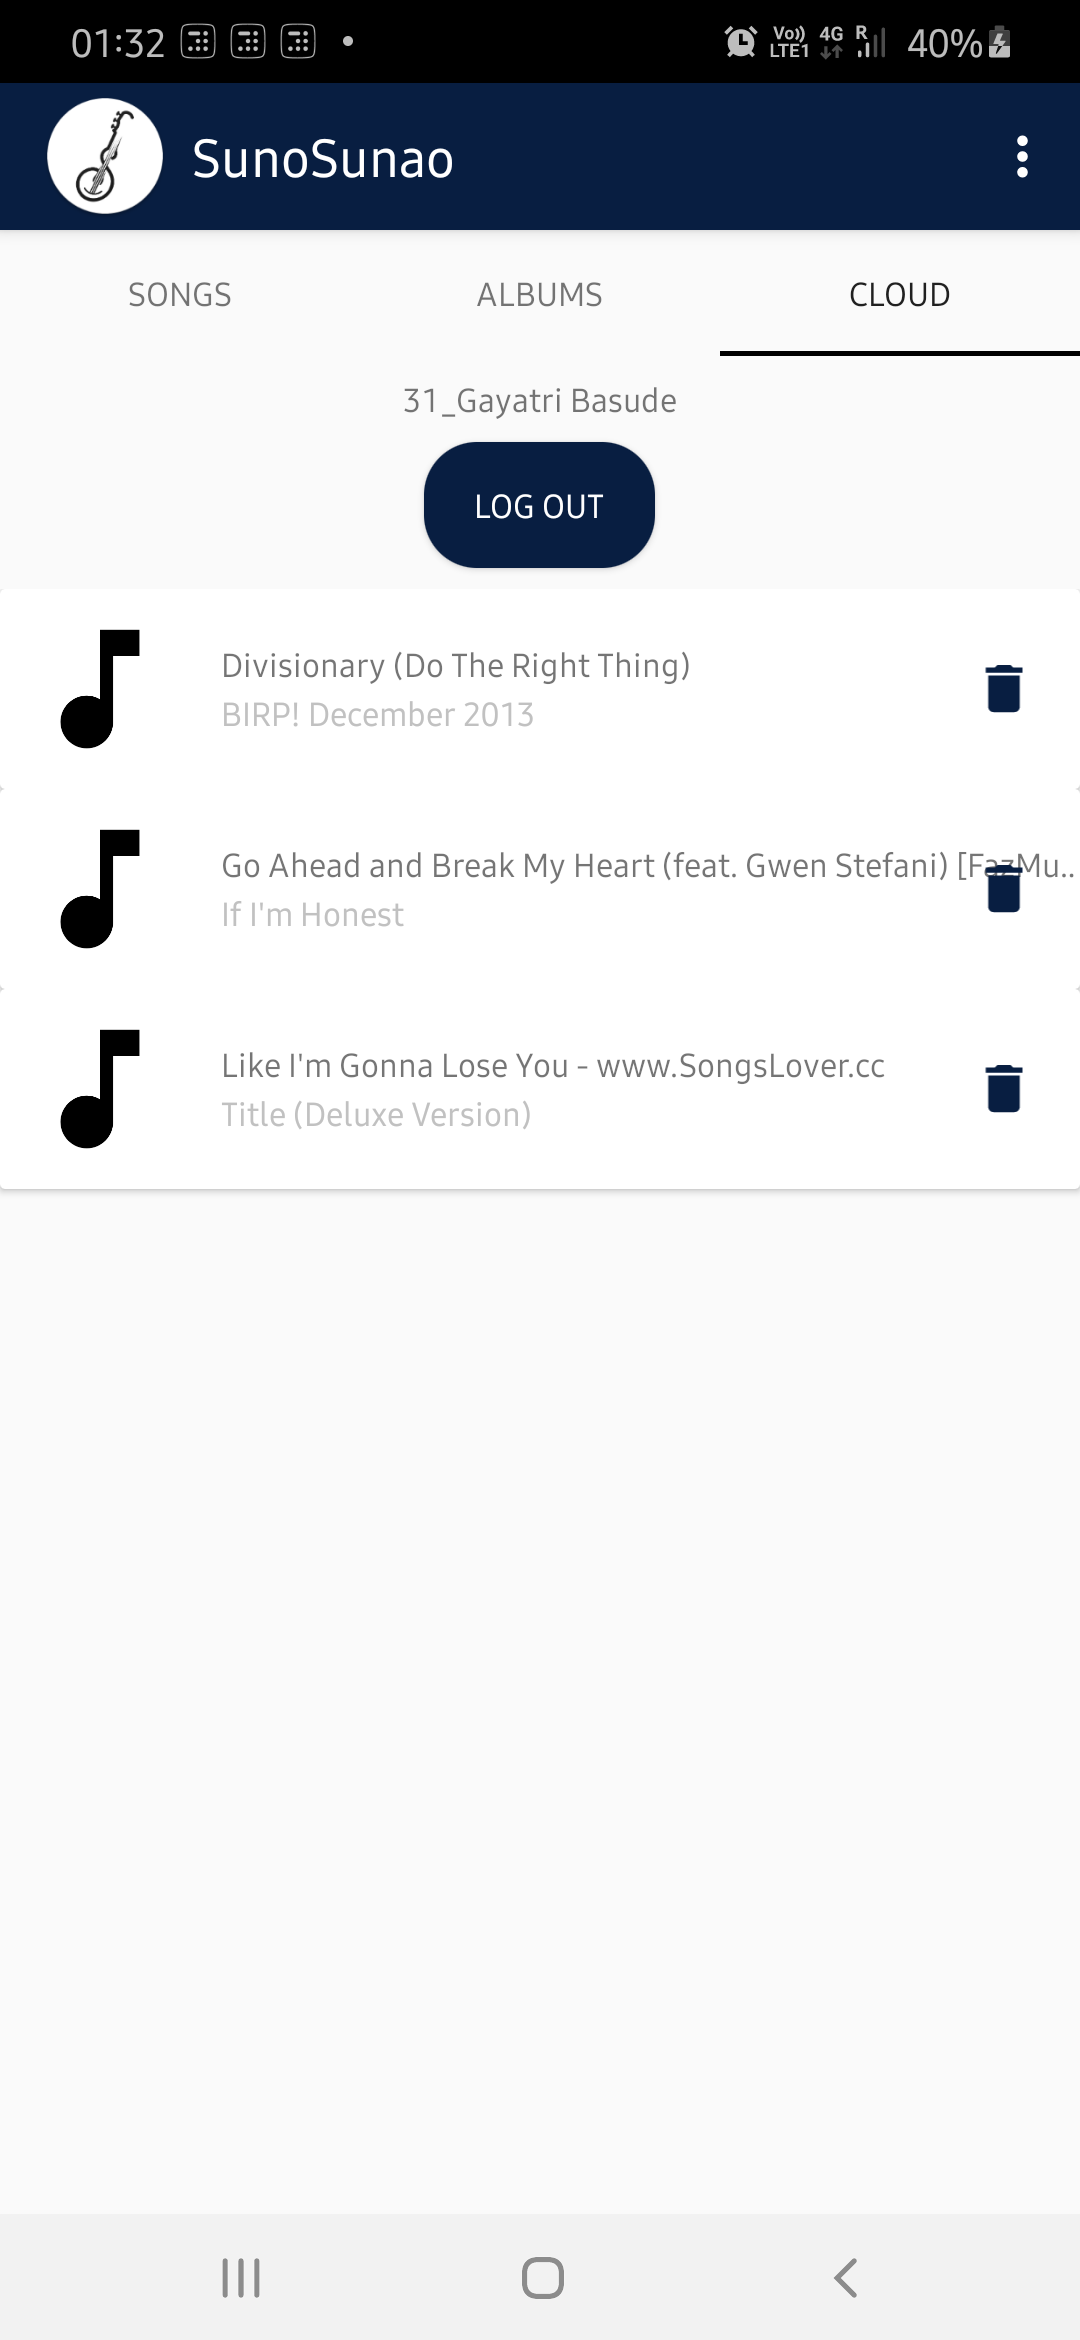 01:32
Vo)) LTE1 4G R 40%
SunoSunao
SONGS ALBUMS CLOUD
31_Gayatri Basude
LOG OUT
Divisionary (Do The Right Thing)
BIRP! December 2013
Go Ahead and Break My Heart (feat. Gwen Stefani) [FazMu..
If I'm Honest
Like I'm Gonna Lose You - www.SongsLover.cc
Title (Deluxe Version)